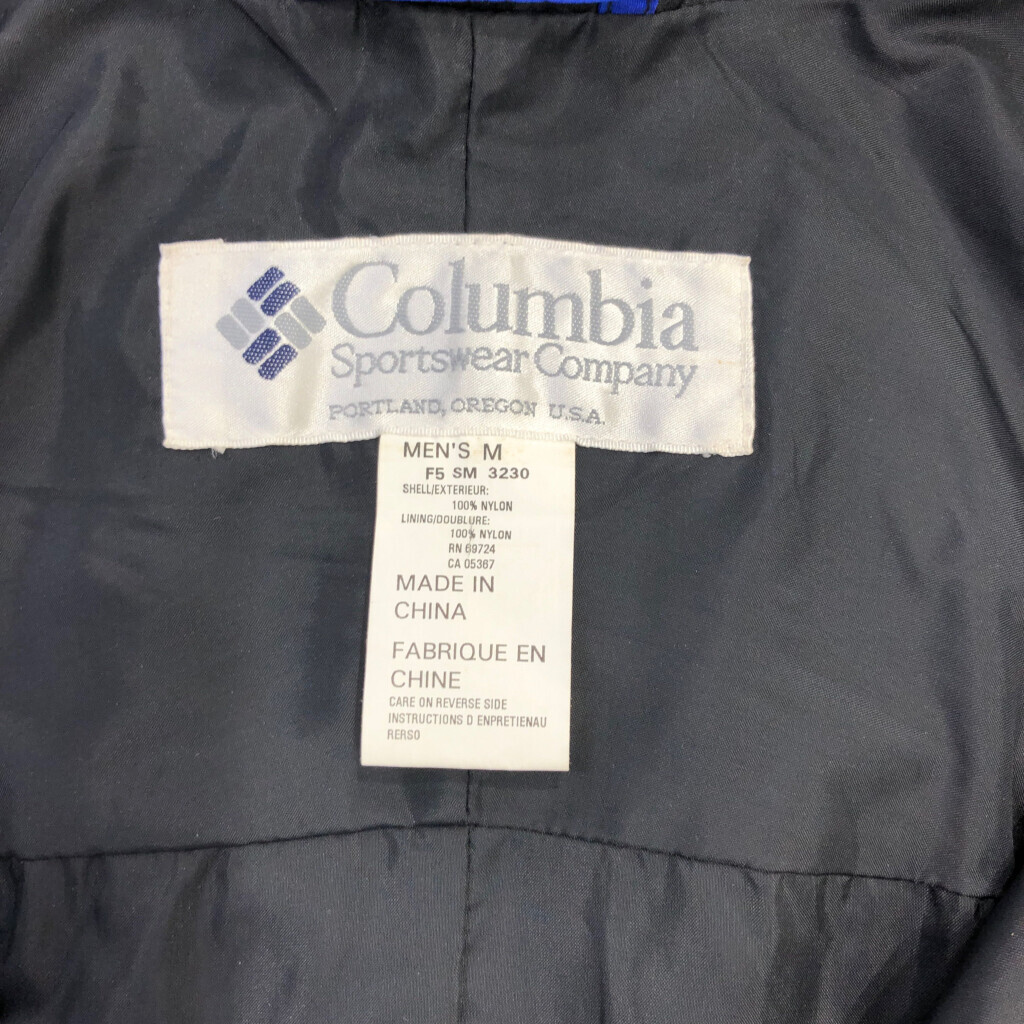 Columbia
Sportswear Company
PORTLAND, OREGON U.S.A.
MEN'S M
F5 SM 3230
SHELL/EXTERIEUR:
100% NYLON
LINING/DOUBLURE:
100% NYLON
RN 69724
CA 05367
MADE IN
CHINA
FABRIQUE EN
CHINE
CARE ON REVERSE SIDE
INSTRUCTIONS D ENPRETIENAU
RERSO